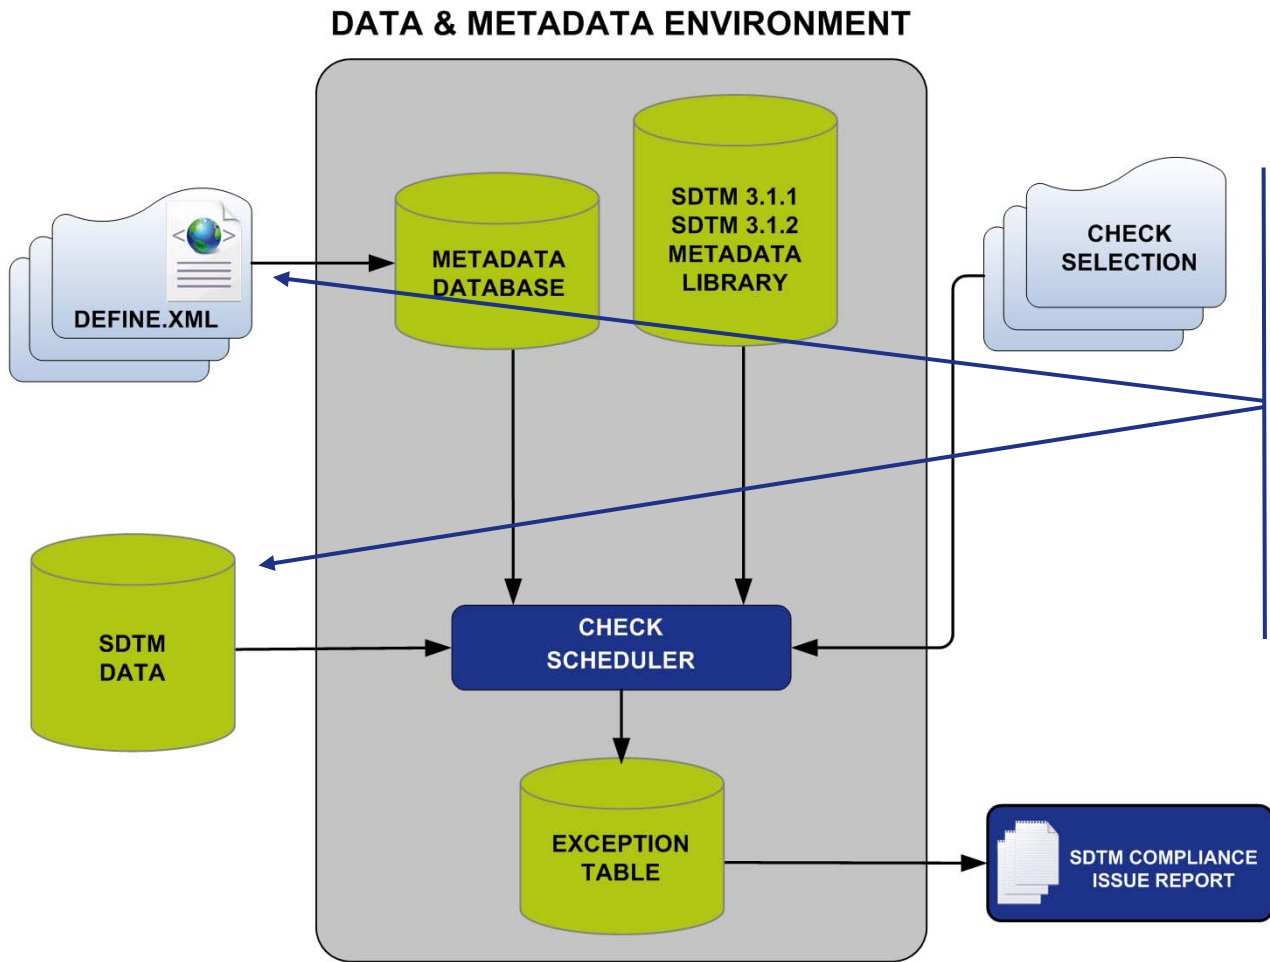 DATA & METADATA ENVIRONMENT
SDTM 3.1.1
SDTM 3.1.2
METADATA
LIBRARY
METADATA
DATABASE
CHECK
SELECTION
DEFINE.XML
SDTM
DATA
CHECK
SCHEDULER
EXCEPTION
TABLE
SDTM COMPLIANCE
ISSUE REPORT